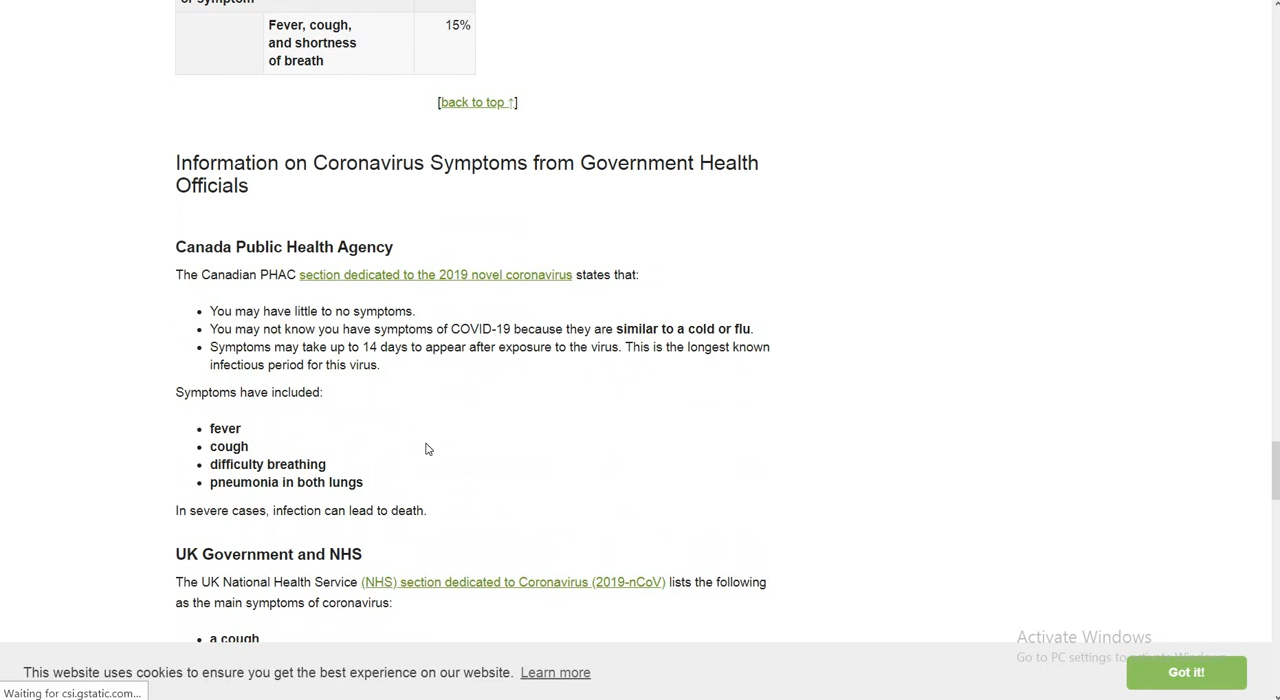 or symptom
Fever, cough, 15%
and shortness
of breath
[back to top ↑]
Information on Coronavirus Symptoms from Government Health
Officials
Canada Public Health Agency
The Canadian PHAC section dedicated to the 2019 novel coronavirus states that:
• You may have little to no symptoms.
• You may not know you have symptoms of COVID-19 because they are similar to a cold or flu.
• Symptoms may take up to 14 days to appear after exposure to the virus. This is the longest known
infectious period for this virus.
Symptoms have included:
• fever
• cough
• difficulty breathing
• pneumonia in both lungs
In severe cases, infection can lead to death.
UK Government and NHS
The UK National Health Service (NHS) section dedicated to Coronavirus (2019-nCoV) lists the following
as the main symptoms of coronavirus:
• a cough
Activate Windows
Go to PC settings to activate Windows.
This website uses cookies to ensure you get the best experience on our website. Learn more
Got it!
Waiting for csi.gstatic.com...